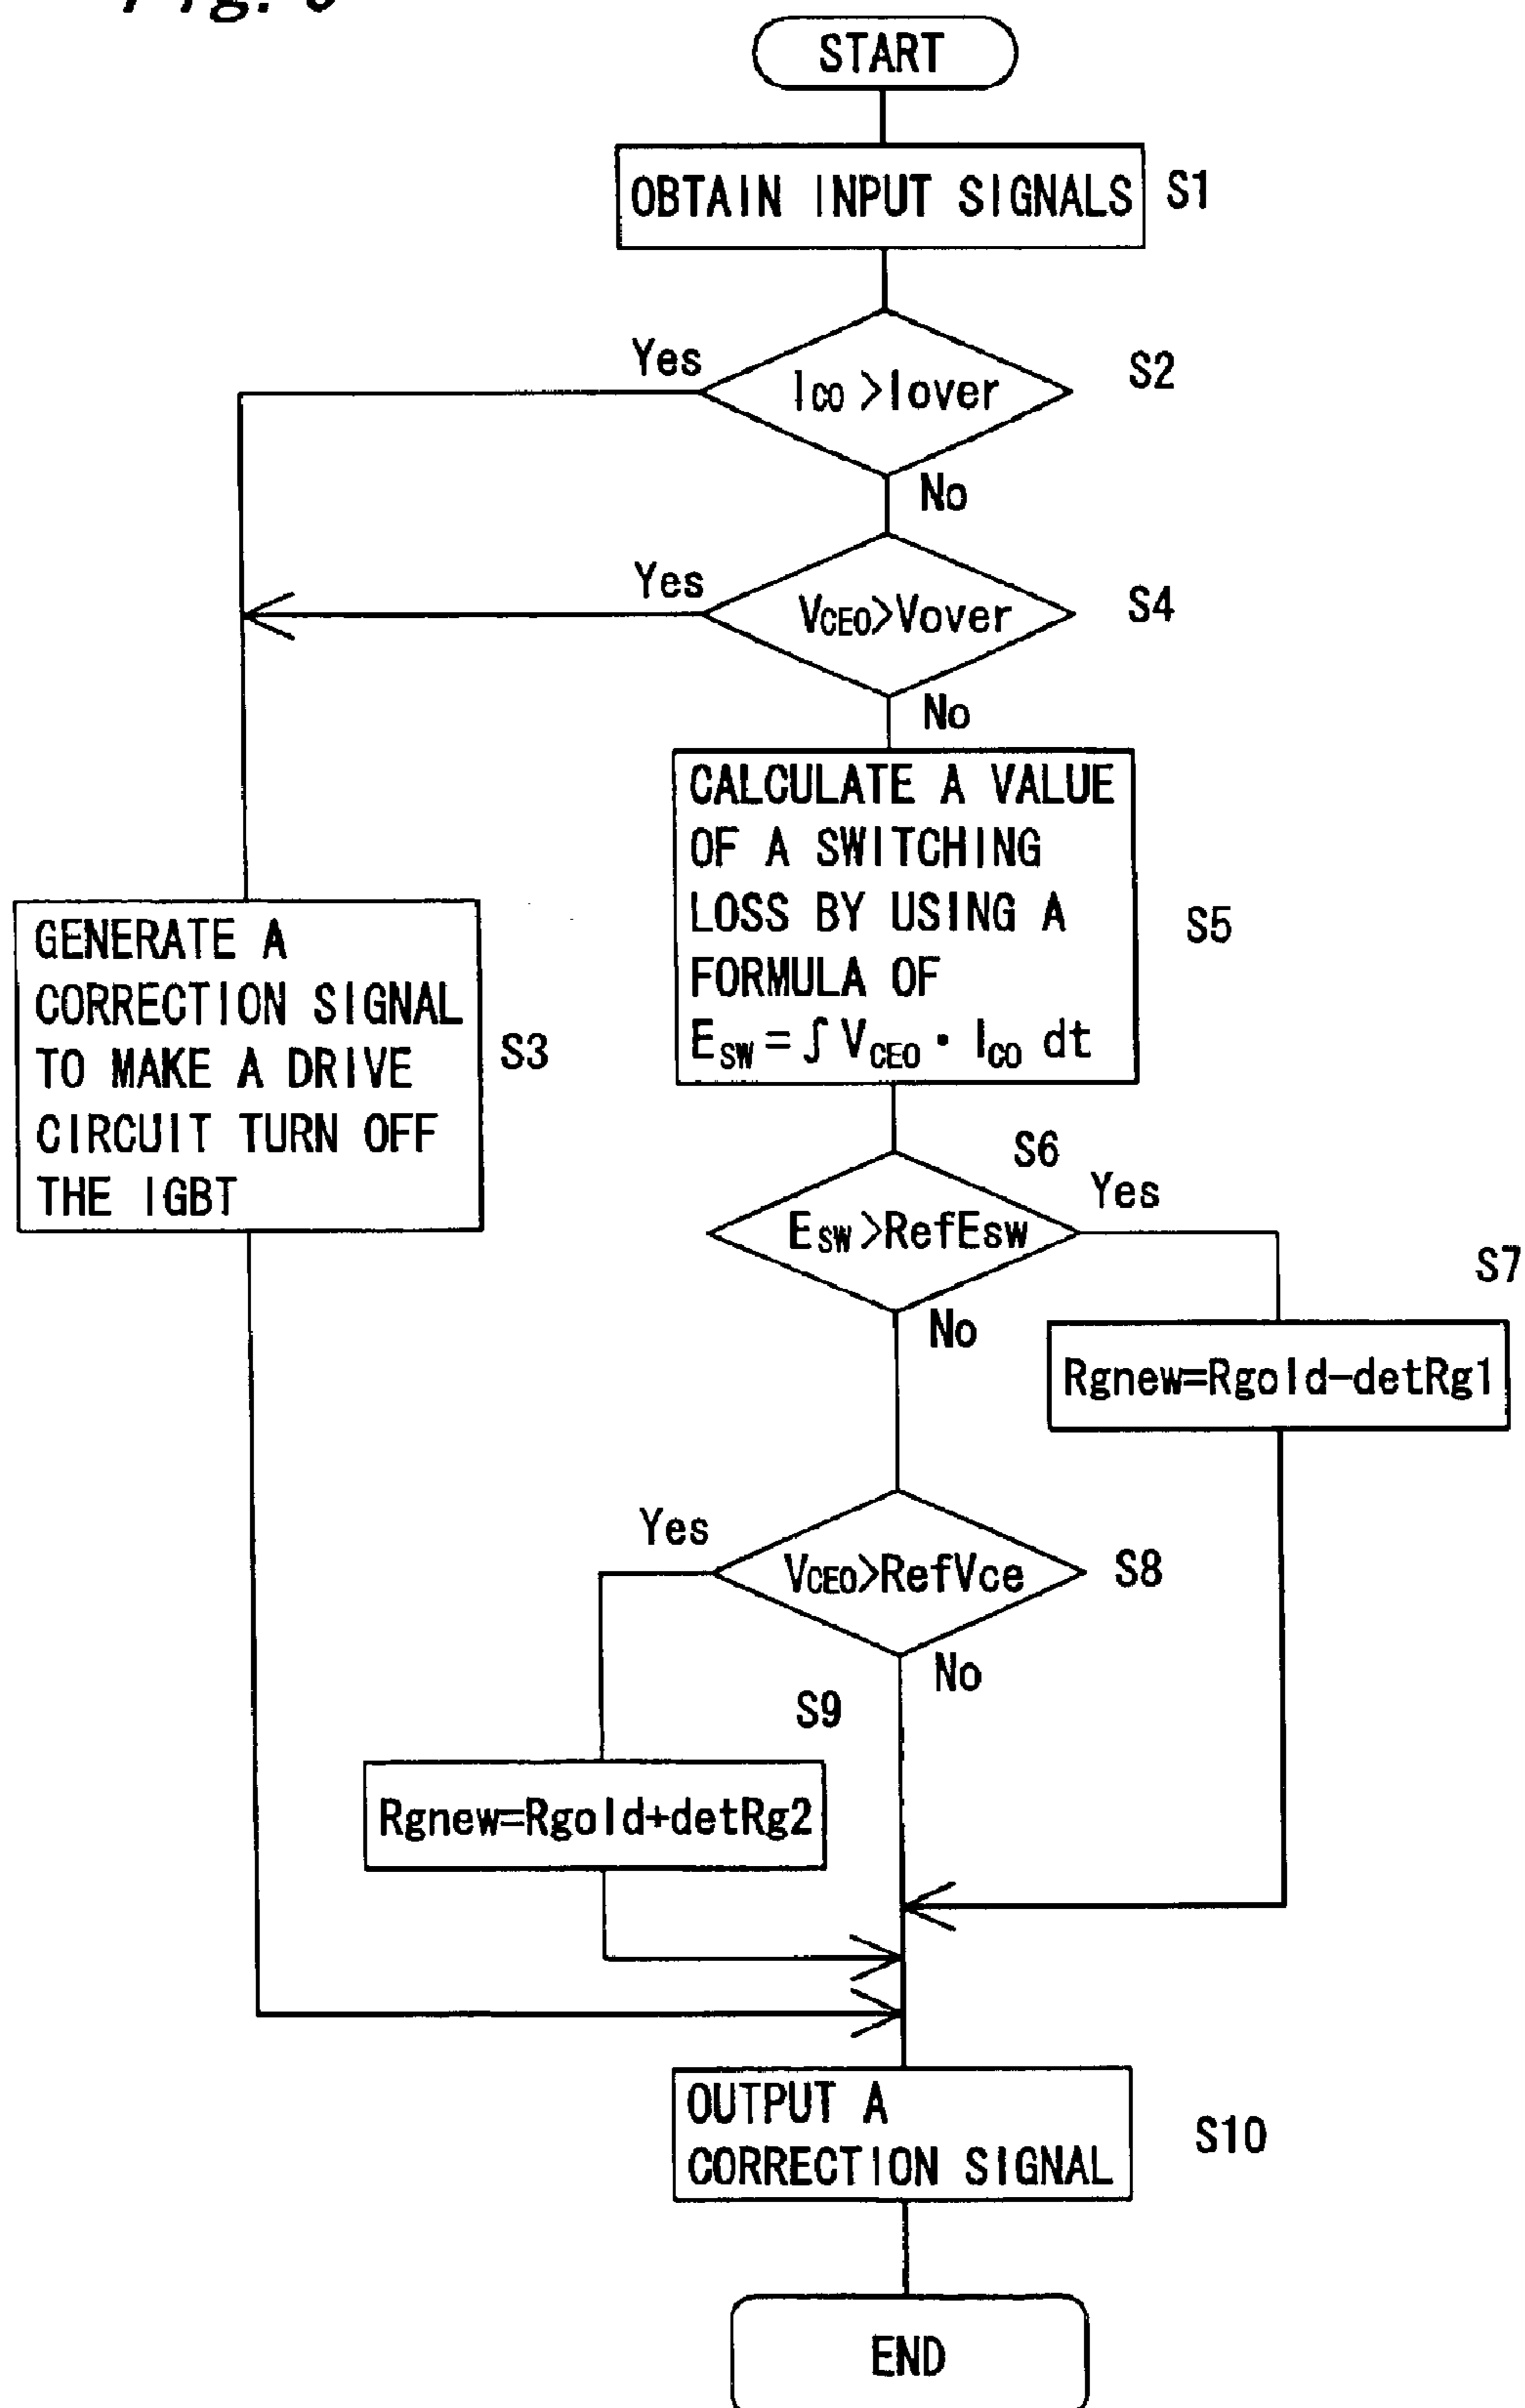 START
OBTAIN INPUT SIGNALS S1
Yes
S2
ICO >Iover
No
Yes
S4
VCEO>Vover
No
CALCULATE A VALUE
OF A SWITCHING
LOSS BY USING A
FORMULA OF
ESW = ∫ VCEO · ICO dt
S5
GENERATE A
CORRECTION SIGNAL
TO MAKE A DRIVE
CIRCUIT TURN OFF
THE IGBT
S3
S6
Yes
ESW >RefEsw
No
S7
Rgnew=Rgold-detRg1
Yes
VCEO>RefVce
S8
No
S9
Rgnew=Rgold+detRg2
OUTPUT A
CORRECTION SIGNAL
S10
END